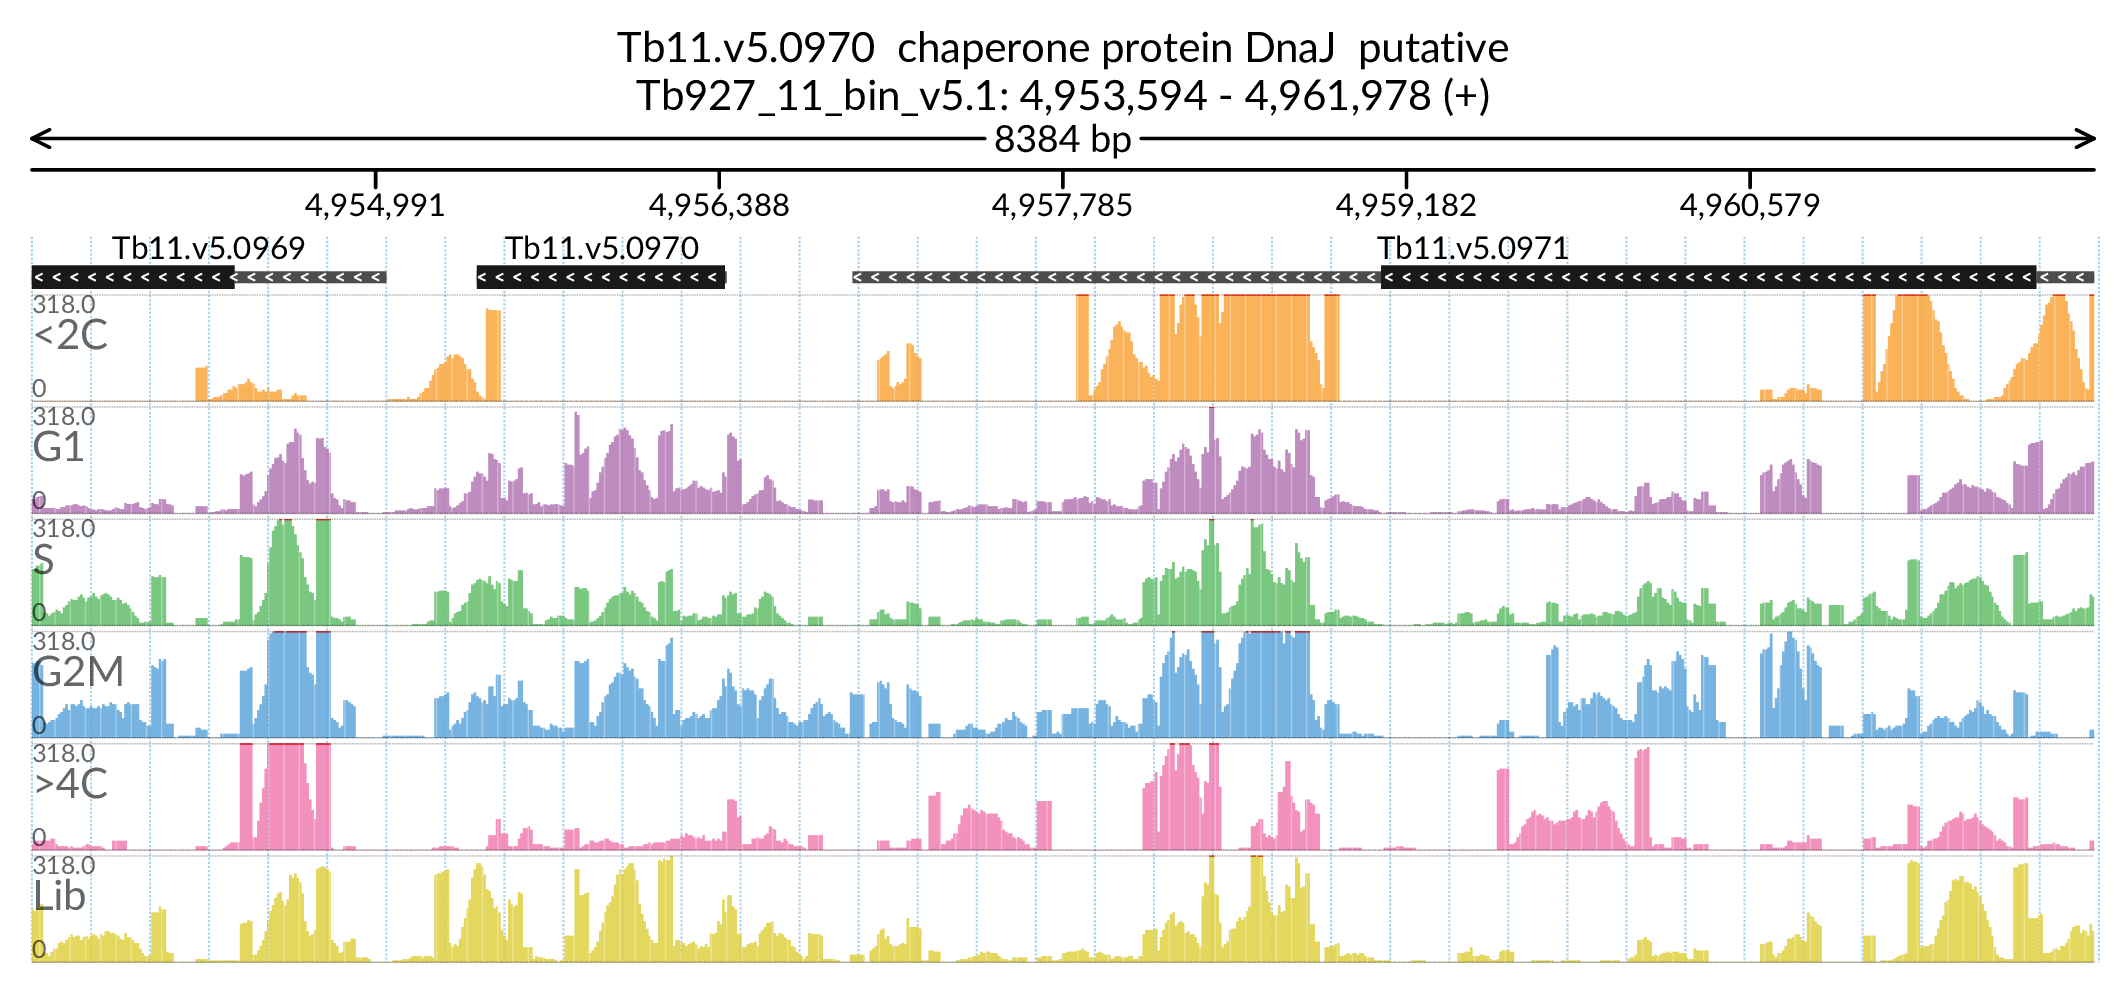 Tb11.v5.0970 chaperone protein DnaJ putative
Tb927_11_bin_v5.1: 4,953,594 - 4,961,978 (+)
8384 bp
4,954,991 4,956,388 4,957,785 4,959,182 4,960,579
Tb11.v5.0969 Tb11.v5.0970 Tb11.v5.0971
318.0
<2C
0
318.0
G1
0
318.0
S
0
318.0
G2M
0
318.0
>4C
0
318.0
Lib
0